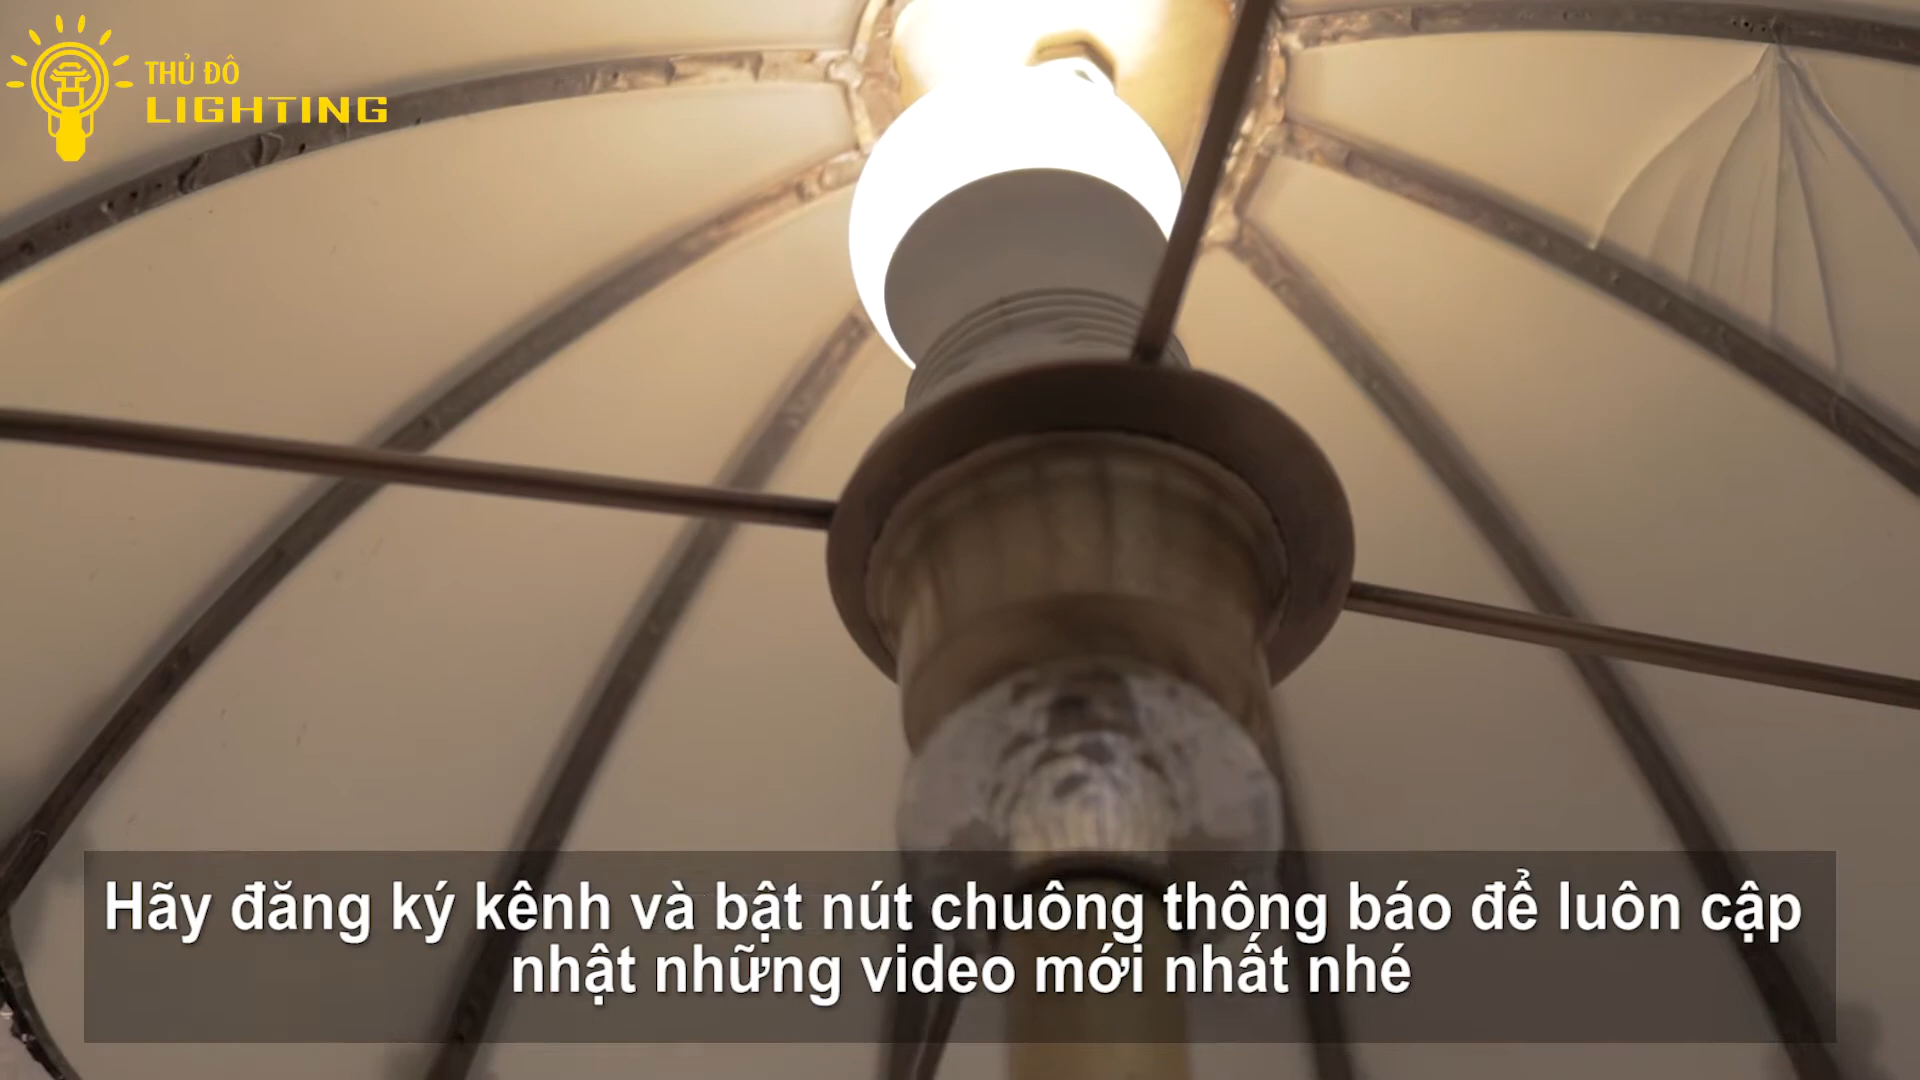 THỦ ĐÔ
LIGHTING
Hãy đăng ký kênh và bật nút chuông thông báo để luôn cập
nhật những video mới nhất nhé